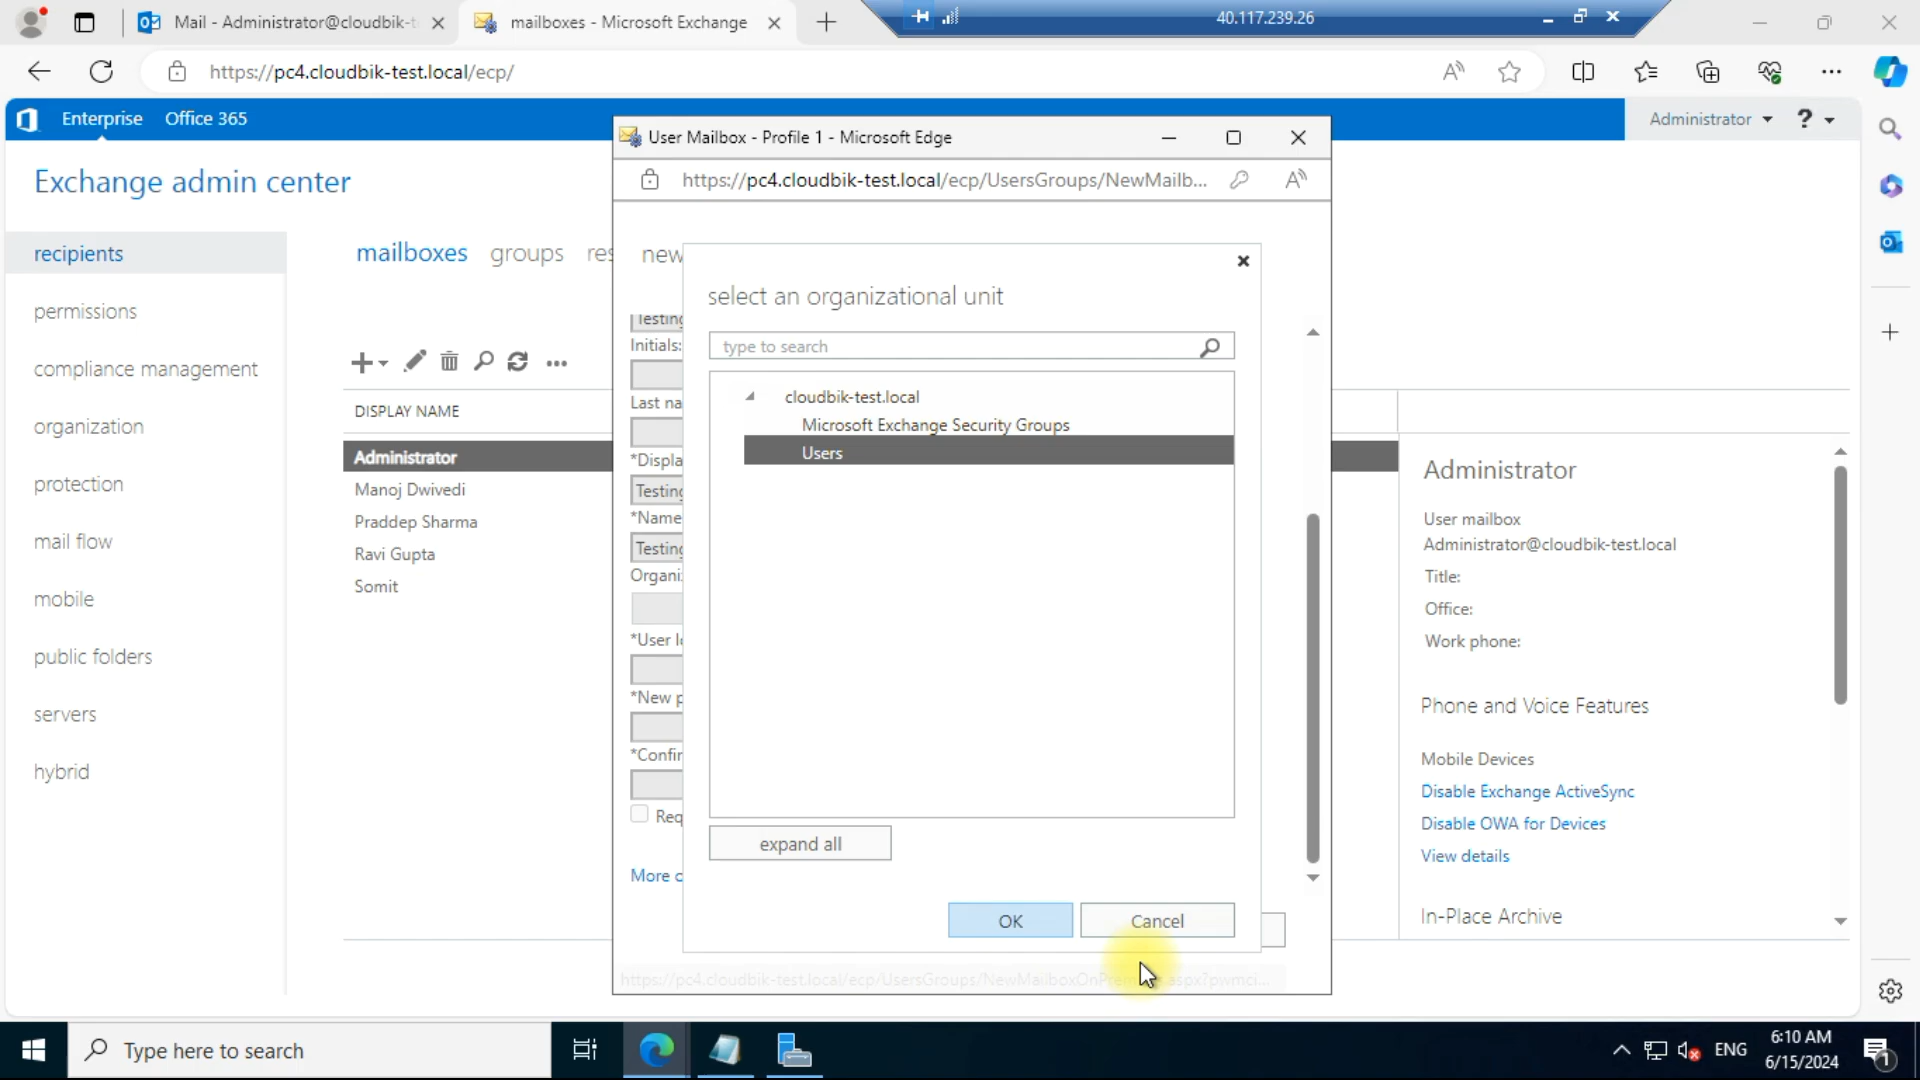 Mail - Administrator@cloudbik-t
mailboxes - Microsoft Exchange
40.117.239.26
https://pc4.cloudbik-test.local/ecp/
Enterprise
Office 365
Administrator
?
User Mailbox - Profile 1 - Microsoft Edge
https://pc4.cloudbik-test.local/ecp/UsersGroups/NewMailb...
Exchange admin center
recipients
permissions
compliance management
organization
protection
mail flow
mobile
public folders
servers
hybrid
mailboxes
groups
res
new
DISPLAY NAME
Administrator
Manoj Dwivedi
Praddep Sharma
Ravi Gupta
Somit
Testing
Initials:
Last na
*Displa
Testing
*Name
Testing
Organi
*User l
*New p
*Confir
Req
More o
select an organizational unit
type to search
cloudbik-test.local
Microsoft Exchange Security Groups
Users
expand all
OK
Cancel
Administrator
User mailbox
Administrator@cloudbik-test.local
Title:
Office:
Work phone:
Phone and Voice Features
Mobile Devices
Disable Exchange ActiveSync
Disable OWA for Devices
View details
In-Place Archive
Type here to search
ENG
6:10 AM
6/15/2024
1